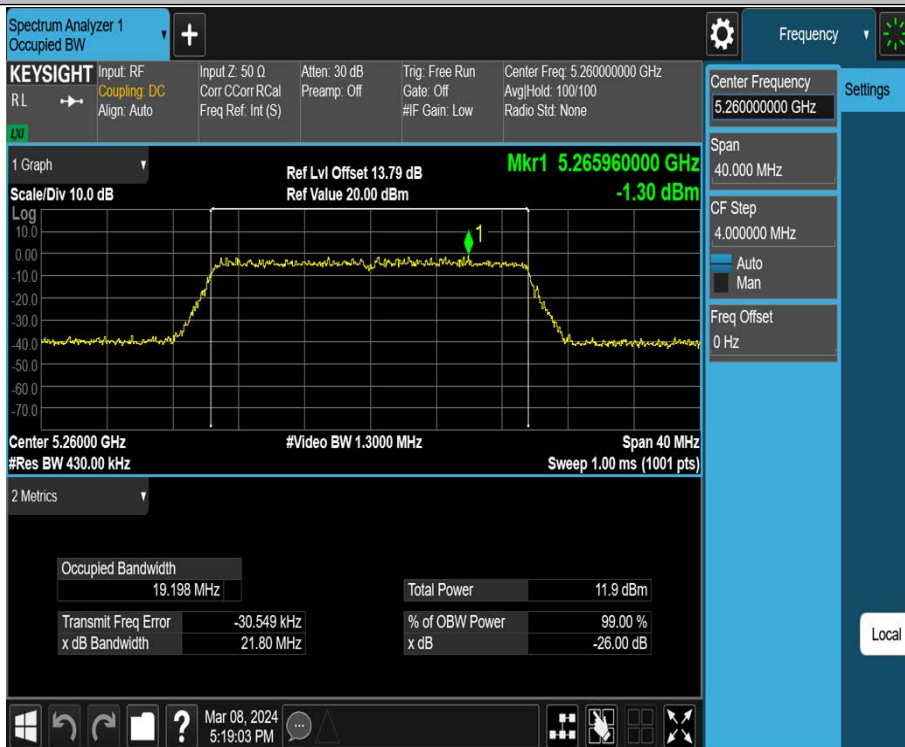 Spectrum Analyzer 1
Occupied BW
+
Frequency
KEYSIGHT
R L
LXI
Input: RF
Coupling: DC
Align: Auto
Input Z: 50 Ω
Corr CCorr RCal
Freq Ref: Int (S)
Atten: 30 dB
Preamp: Off
Trig: Free Run
Gate: Off
#IF Gain: Low
Center Freq: 5.260000000 GHz
Avg|Hold: 100/100
Radio Std: None
Center Frequency
5.260000000 GHz
Settings
Span
40.000 MHz
CF Step
4.000000 MHz
Auto
Man
Freq Offset
0 Hz
Local
1 Graph
Scale/Div 10.0 dB
Ref Lvl Offset 13.79 dB
Ref Value 20.00 dBm
Mkr1 5.265960000 GHz
-1.30 dBm
Log
10.0
0.00
-10.0
-20.0
-30.0
-40.0
-50.0
-60.0
-70.0
1
Center 5.26000 GHz
#Video BW 1.3000 MHz
Span 40 MHz
#Res BW 430.00 kHz
Sweep 1.00 ms (1001 pts)
2 Metrics
Occupied Bandwidth
19.198 MHz
Total Power 11.9 dBm
Transmit Freq Error -30.549 kHz
% of OBW Power 99.00 %
x dB Bandwidth 21.80 MHz
x dB -26.00 dB
?
Mar 08, 2024
5:19:03 PM